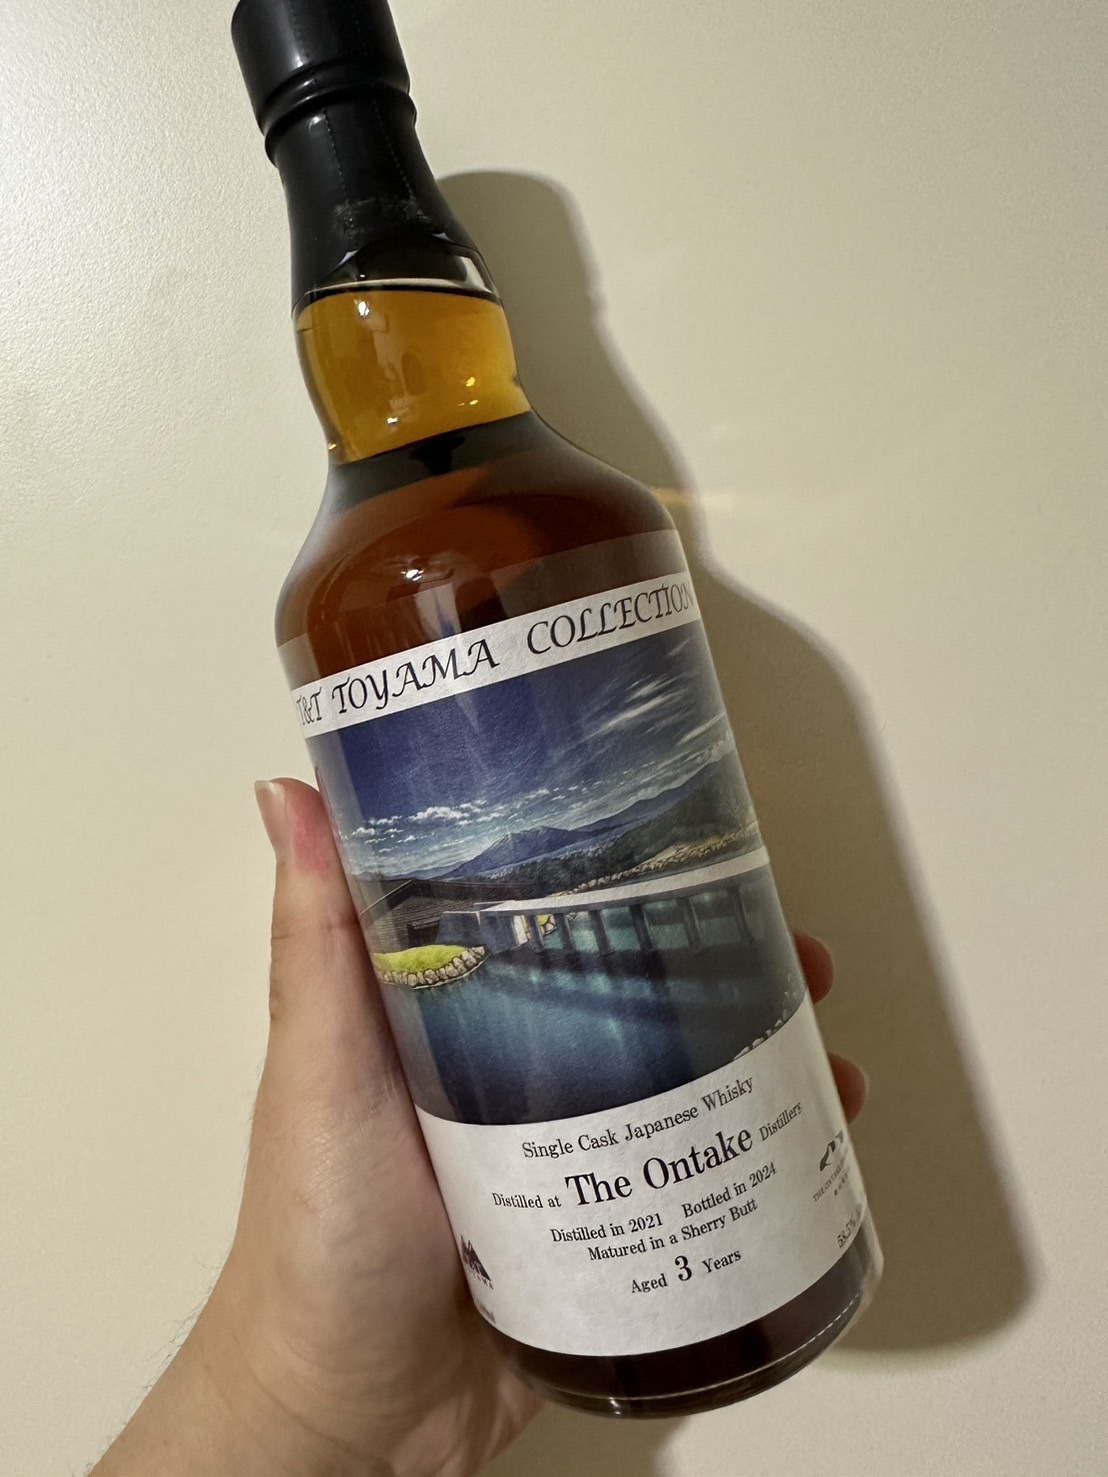 T&T TOYAMA COLLECTION
Single Cask Japanese Whisky
Distilled at The Ontake Distillery
Distilled in 2021 Bottled in 2024
Matured in a Sherry Butt
Aged 3 Years